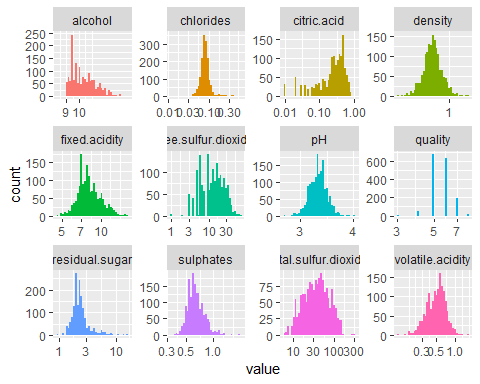 alcohol
chlorides
citric.acid
density
250
200
150
100
50
0
9 10
300
200
100
0
0.01 0.03 0.10 0.30
150
100
50
0
0.01 0.10 1.00
150
100
50
0
1
fixed.acidity
ee.sulfur.dioxid
pH
quality
150
100
50
0
5 7 10
100
50
0
1 3 10 30
150
100
50
0
3 4
600
400
200
0
3 5 7
residual.sugar
sulphates
tal.sulfur.dioxid
volatile.acidity
200
100
0
1 3 10
150
100
50
0
0.3 0.5 1.0
75
50
25
0
10 30 100 300
150
100
50
0
0.3 0.5 1.0
count
value